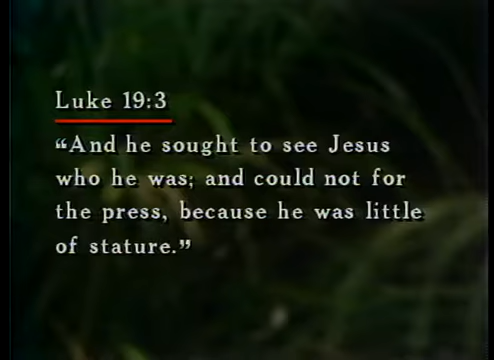 Luke 19:3
“And he sought to see Jesus
who he was; and could not for
the press, because he was little
of stature.”